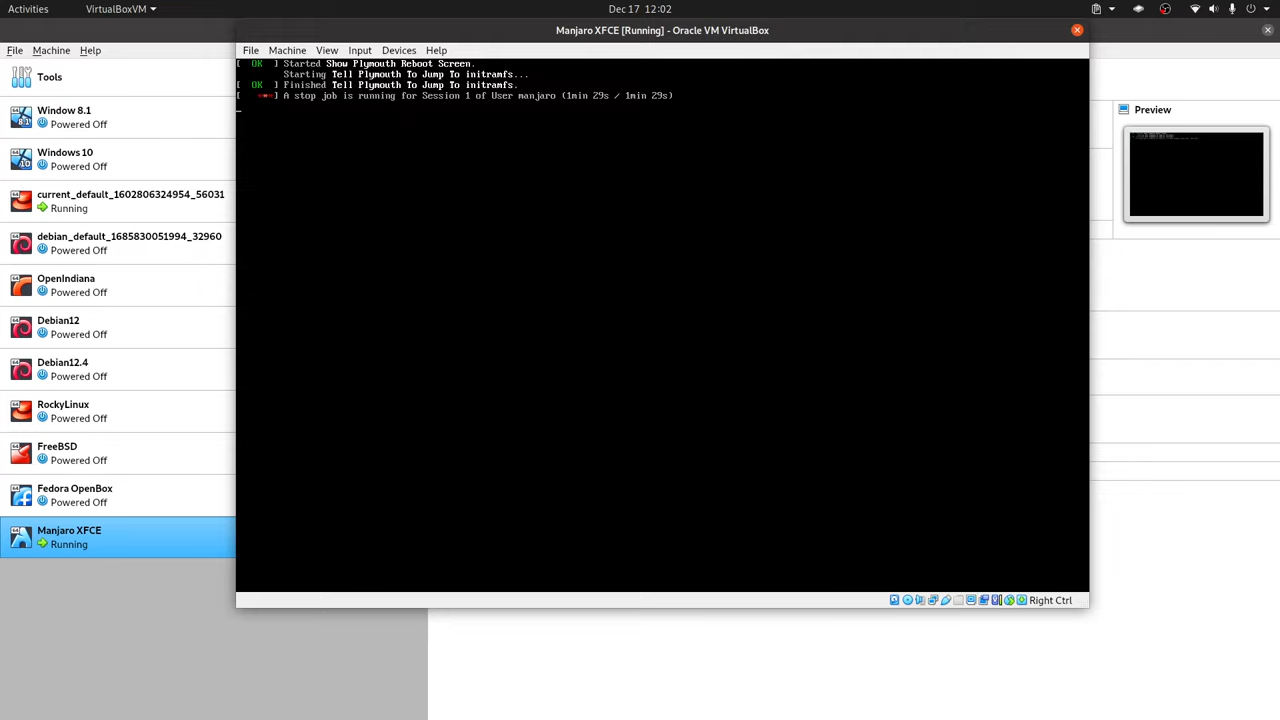 Activities
VirtualBoxVM
Dec 17 12:02
Manjaro XFCE [Running] - Oracle VM VirtualBox
File Machine Help
File Machine View Input Devices Help
Tools
Window 8.1
Powered Off
Windows 10
Powered Off
current_default_1602806324954_56031
Running
debian_default_1685830051994_32960
Powered Off
OpenIndiana
Powered Off
Debian12
Powered Off
Debian12.4
Powered Off
RockyLinux
Powered Off
FreeBSD
Powered Off
Fedora OpenBox
Powered Off
Manjaro XFCE
Running
[ OK ] Started Show Plymouth Reboot Screen.
Starting Tell Plymouth To Jump To initramfs...
[ OK ] Finished Tell Plymouth To Jump To initramfs.
[ *** ] A stop job is running for Session 1 of User manjaro (1min 29s / 1min 29s)
Preview
Right Ctrl